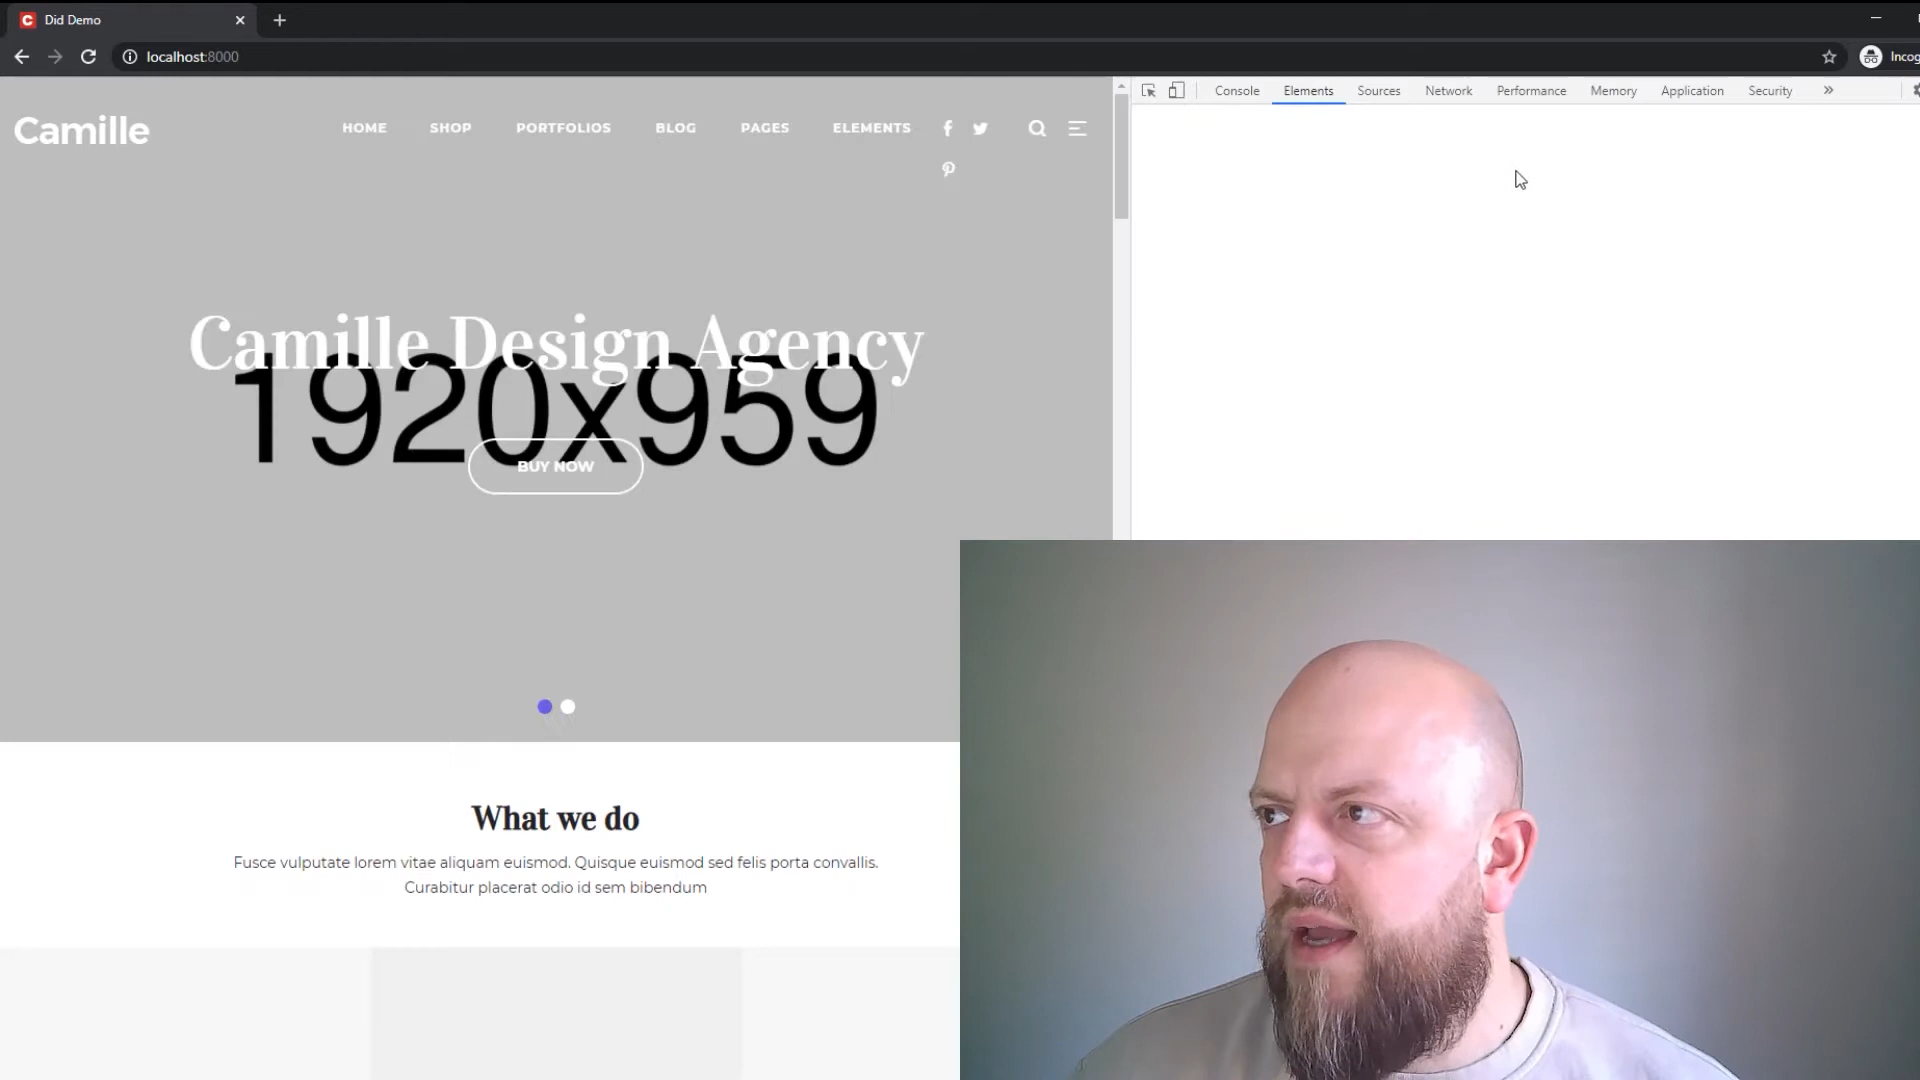 C Did Demo
localhost:8000
Incog
Console Elements Sources Network Performance Memory Application Security
Camille
HOME SHOP PORTFOLIOS BLOG PAGES ELEMENTS
Camille Design Agency
1920x959
BUY NOW
What we do
Fusce vulputate lorem vitae aliquam euismod. Quisque euismod sed felis porta convallis.
Curabitur placerat odio id sem bibendum